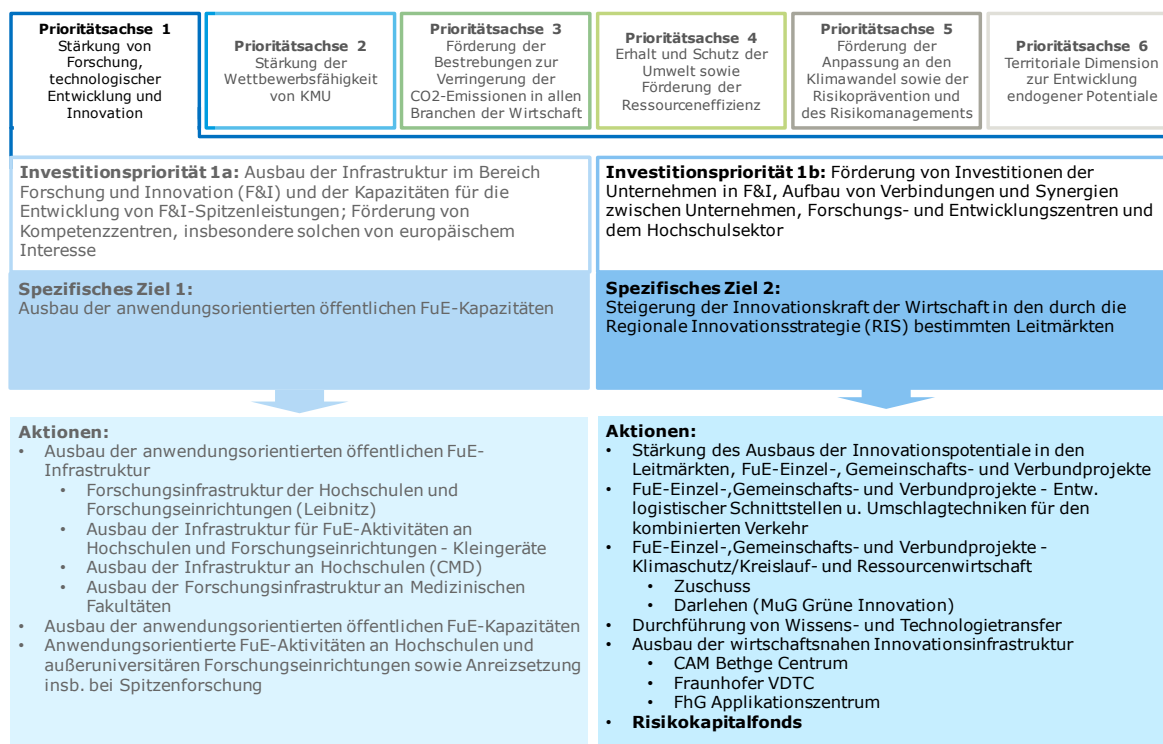 Prioritätsachse 1
Stärkung von
Forschung,
technologischer
Entwicklung und
Innovation
Prioritätsachse 2
Stärkung der
Wettbewerbsfähigkeit
von KMU
Prioritätsachse 3
Förderung der
Bestrebungen zur
Verringerung der
CO2-Emissionen in allen
Branchen der Wirtschaft
Prioritätsachse 4
Erhalt und Schutz der
Umwelt sowie
Förderung der
Ressourceneffizienz
Prioritätsachse 5
Förderung der
Anpassung an den
Klimawandel sowie der
Risikoprävention und
des Risikomanagements
Prioritätsachse 6
Territoriale Dimension
zur Entwicklung
endogener Potentiale
Investitionspriorität 1a: Ausbau der Infrastruktur im Bereich
Forschung und Innovation (F&I) und der Kapazitäten für die
Entwicklung von F&I-Spitzenleistungen; Förderung von
Kompetenzzentren, insbesondere solchen von europäischem
Interesse
Spezifisches Ziel 1:
Ausbau der anwendungsorientierten öffentlichen FuE-Kapazitäten
Aktionen:
• Ausbau der anwendungsorientierten öffentlichen FuE-
Infrastruktur
• Forschungsinfrastruktur der Hochschulen und
Forschungseinrichtungen (Leibnitz)
• Ausbau der Infrastruktur für FuE-Aktivitäten an
Hochschulen und Forschungseinrichtungen - Kleingeräte
• Ausbau der Infrastruktur an Hochschulen (CMD)
• Ausbau der Forschungsinfrastruktur an Medizinischen
Fakultäten
• Ausbau der anwendungsorientierten öffentlichen FuE-Kapazitäten
• Anwendungsorientierte FuE-Aktivitäten an Hochschulen und
außeruniversitären Forschungseinrichtungen sowie Anreizsetzung
insb. bei Spitzenforschung
Investitionspriorität 1b: Förderung von Investitionen der
Unternehmen in F&I, Aufbau von Verbindungen und Synergien
zwischen Unternehmen, Forschungs- und Entwicklungszentren und
dem Hochschulsektor
Spezifisches Ziel 2:
Steigerung der Innovationskraft der Wirtschaft in den durch die
Regionale Innovationsstrategie (RIS) bestimmten Leitmärkten
Aktionen:
• Stärkung des Ausbaus der Innovationspotentiale in den
Leitmärkten, FuE-Einzel-, Gemeinschafts- und Verbundprojekte
• FuE-Einzel-,Gemeinschafts- und Verbundprojekte - Entw.
logistischer Schnittstellen u. Umschlagtechniken für den
kombinierten Verkehr
• FuE-Einzel-,Gemeinschafts- und Verbundprojekte -
Klimaschutz/Kreislauf- und Ressourcenwirtschaft
• Zuschuss
• Darlehen (MuG Grüne Innovation)
• Durchführung von Wissens- und Technologietransfer
• Ausbau der wirtschaftsnahen Innovationsinfrastruktur
• CAM Bethge Centrum
• Fraunhofer VDTC
• FhG Applikationszentrum
• Risikokapitalfonds